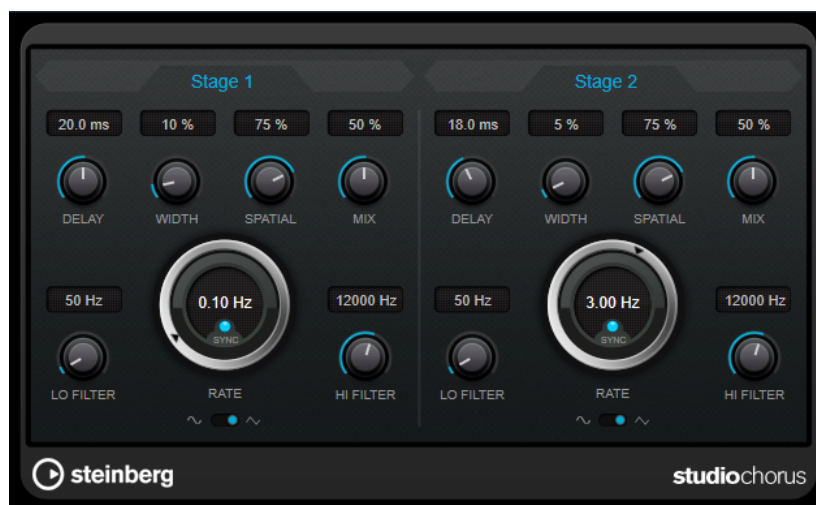 Stage 1
Stage 2
20.0 ms 10 % 75 % 50 %
18.0 ms 5 % 75 % 50 %
DELAY WIDTH SPATIAL MIX
DELAY WIDTH SPATIAL MIX
50 Hz 0.10 Hz 12000 Hz
50 Hz 3.00 Hz 12000 Hz
SYNC
SYNC
LO FILTER RATE HI FILTER
LO FILTER RATE HI FILTER
steinberg
studiochorus